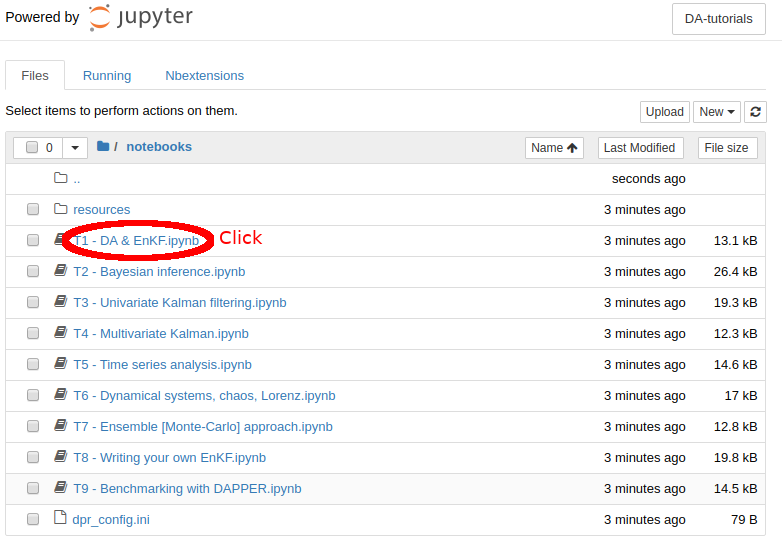 Powered by jupyter DA-tutorials
Files Running Nbextensions
Select items to perform actions on them. Upload New
0 / notebooks Name Last Modified File size
.. seconds ago
resources 3 minutes ago
T1 - DA & EnKF.ipynb Click 3 minutes ago 13.1 kB
T2 - Bayesian inference.ipynb 3 minutes ago 26.4 kB
T3 - Univariate Kalman filtering.ipynb 3 minutes ago 19.3 kB
T4 - Multivariate Kalman.ipynb 3 minutes ago 12.3 kB
T5 - Time series analysis.ipynb 3 minutes ago 14.6 kB
T6 - Dynamical systems, chaos, Lorenz.ipynb 3 minutes ago 17 kB
T7 - Ensemble [Monte-Carlo] approach.ipynb 3 minutes ago 12.8 kB
T8 - Writing your own EnKF.ipynb 3 minutes ago 19.8 kB
T9 - Benchmarking with DAPPER.ipynb 3 minutes ago 14.5 kB
dpr_config.ini 3 minutes ago 79 B